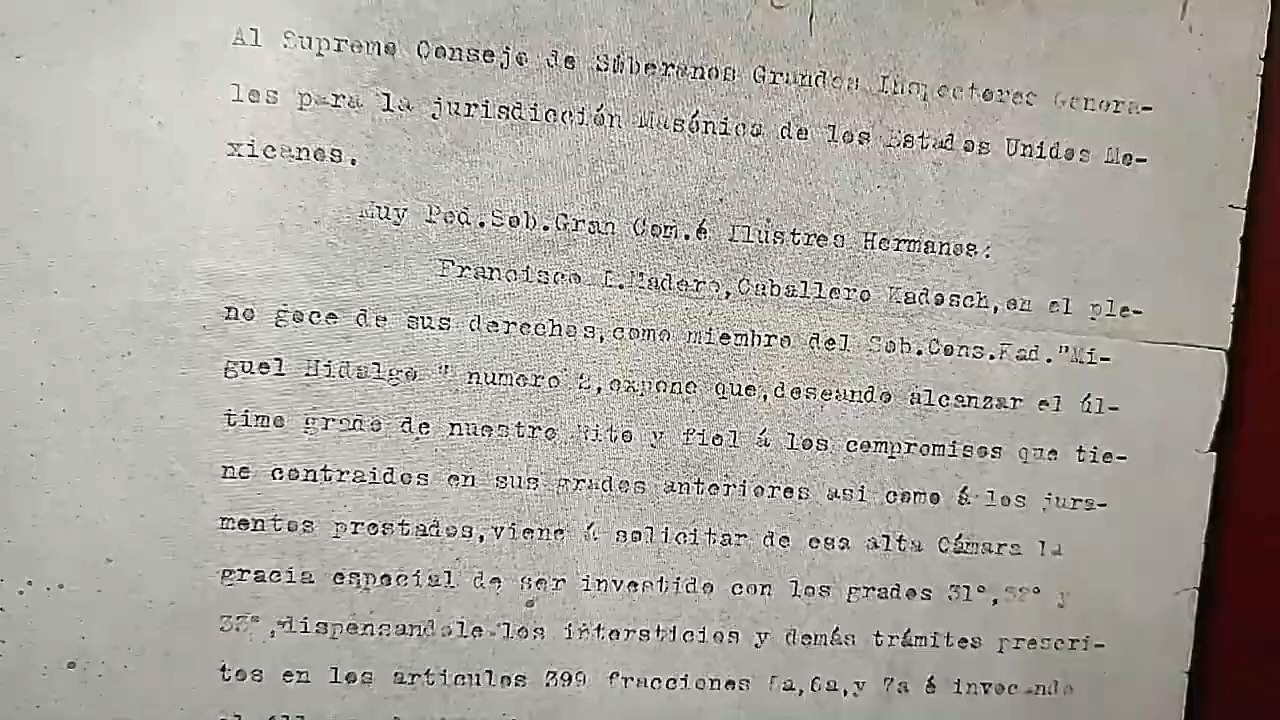 Al Supremo Consejo de Soberanos Grandes Inspectores Genera-
les para la jurisdicción Masónica de los Estados Unidos Me-
xicanos.
Muy Pod.Sob.Gran Com.é Ilustres Hermanos:
Francisco I.Madero,Caballero Kadosch,en el ple-
no goce de sus derechos,como miembro del Sob.Cons.Kad."Mi-
guel Hidalgo " numero 2,expone que,deseando alcanzar el úl-
timo grado de nuestro Rito y fiel á los compromisos que tie-
ne contraidos en sus grados anteriores asi como á los jura-
mentos prestados,viene á solicitar de esa alta Cámara la
gracia especial de ser investido con los grados 31°,32° y
33°,dispensandole los intersticios y demás trámites prescri-
tos en los articulos 399 fracciones 6a,y 7a é invocando